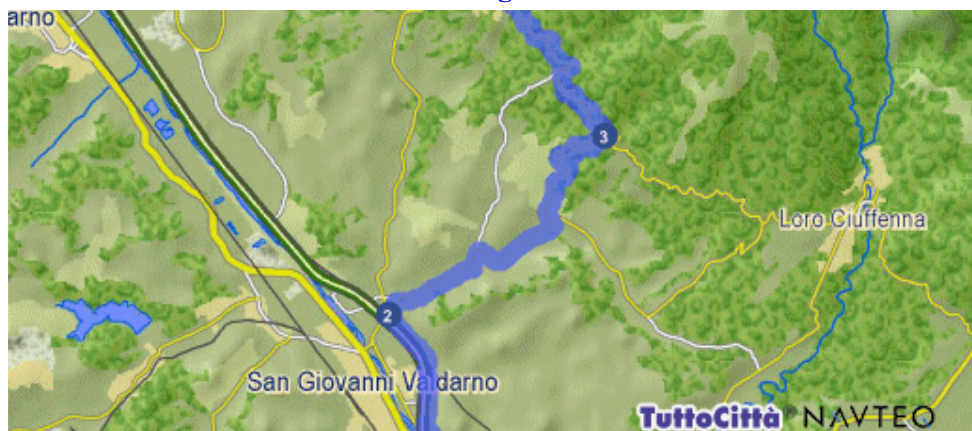 arno
3
Loro Ciuffenna
2
San Giovanni Valdarno
TuttoCittà® NAVTEQ